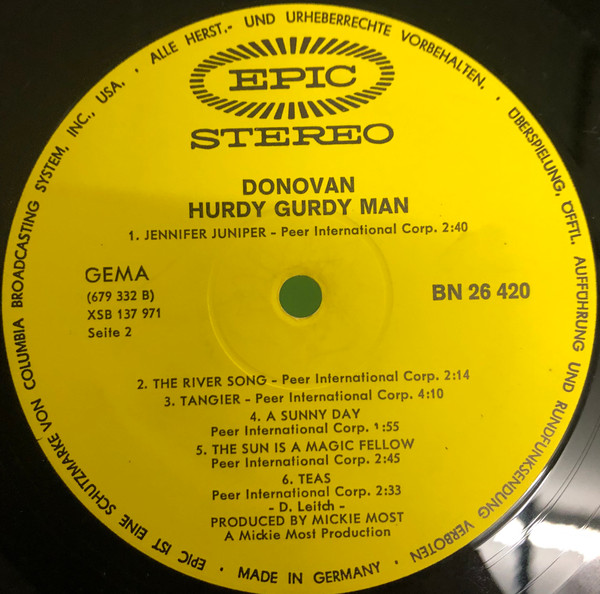 EPIC
STEREO
DONOVAN
HURDY GURDY MAN
1. JENNIFER JUNIPER - Peer International Corp. 2:40
GEMA
(679 332 B)
XSB 137 971
Seite 2
BN 26 420
2. THE RIVER SONG - Peer International Corp. 2:14
3. TANGIER - Peer International Corp. 4:10
4. A SUNNY DAY
Peer International Corp. 1:55
5. THE SUN IS A MAGIC FELLOW
Peer International Corp. 2:45
6. TEAS
Peer International Corp. 2:33
- D. Leitch -
PRODUCED BY MICKIE MOST
A Mickie Most Production
EPIC IST EINE SCHUTZMARKE VON COLUMBIA BROADCASTING SYSTEM, INC., USA. · ALLE HERST.- UND URHEBERRECHTE VORBEHALTEN. · ÜBERSPIELUNG, ÖFFTL. AUFFÜHRUNG UND RUNDFUNKSENDUNG VERBOTEN · MADE IN GERMANY ·